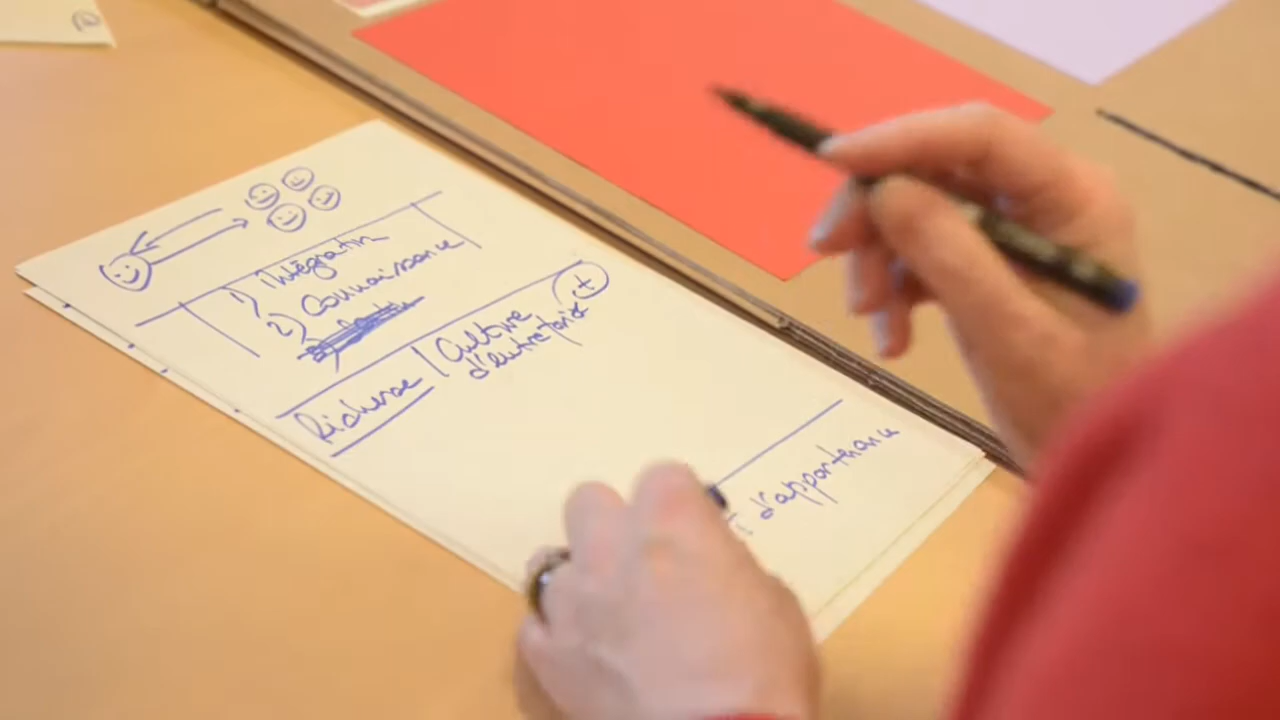 1) Intégration
2) Connaissance
Richesse / Culture +
d'entreprise
d'appartenance